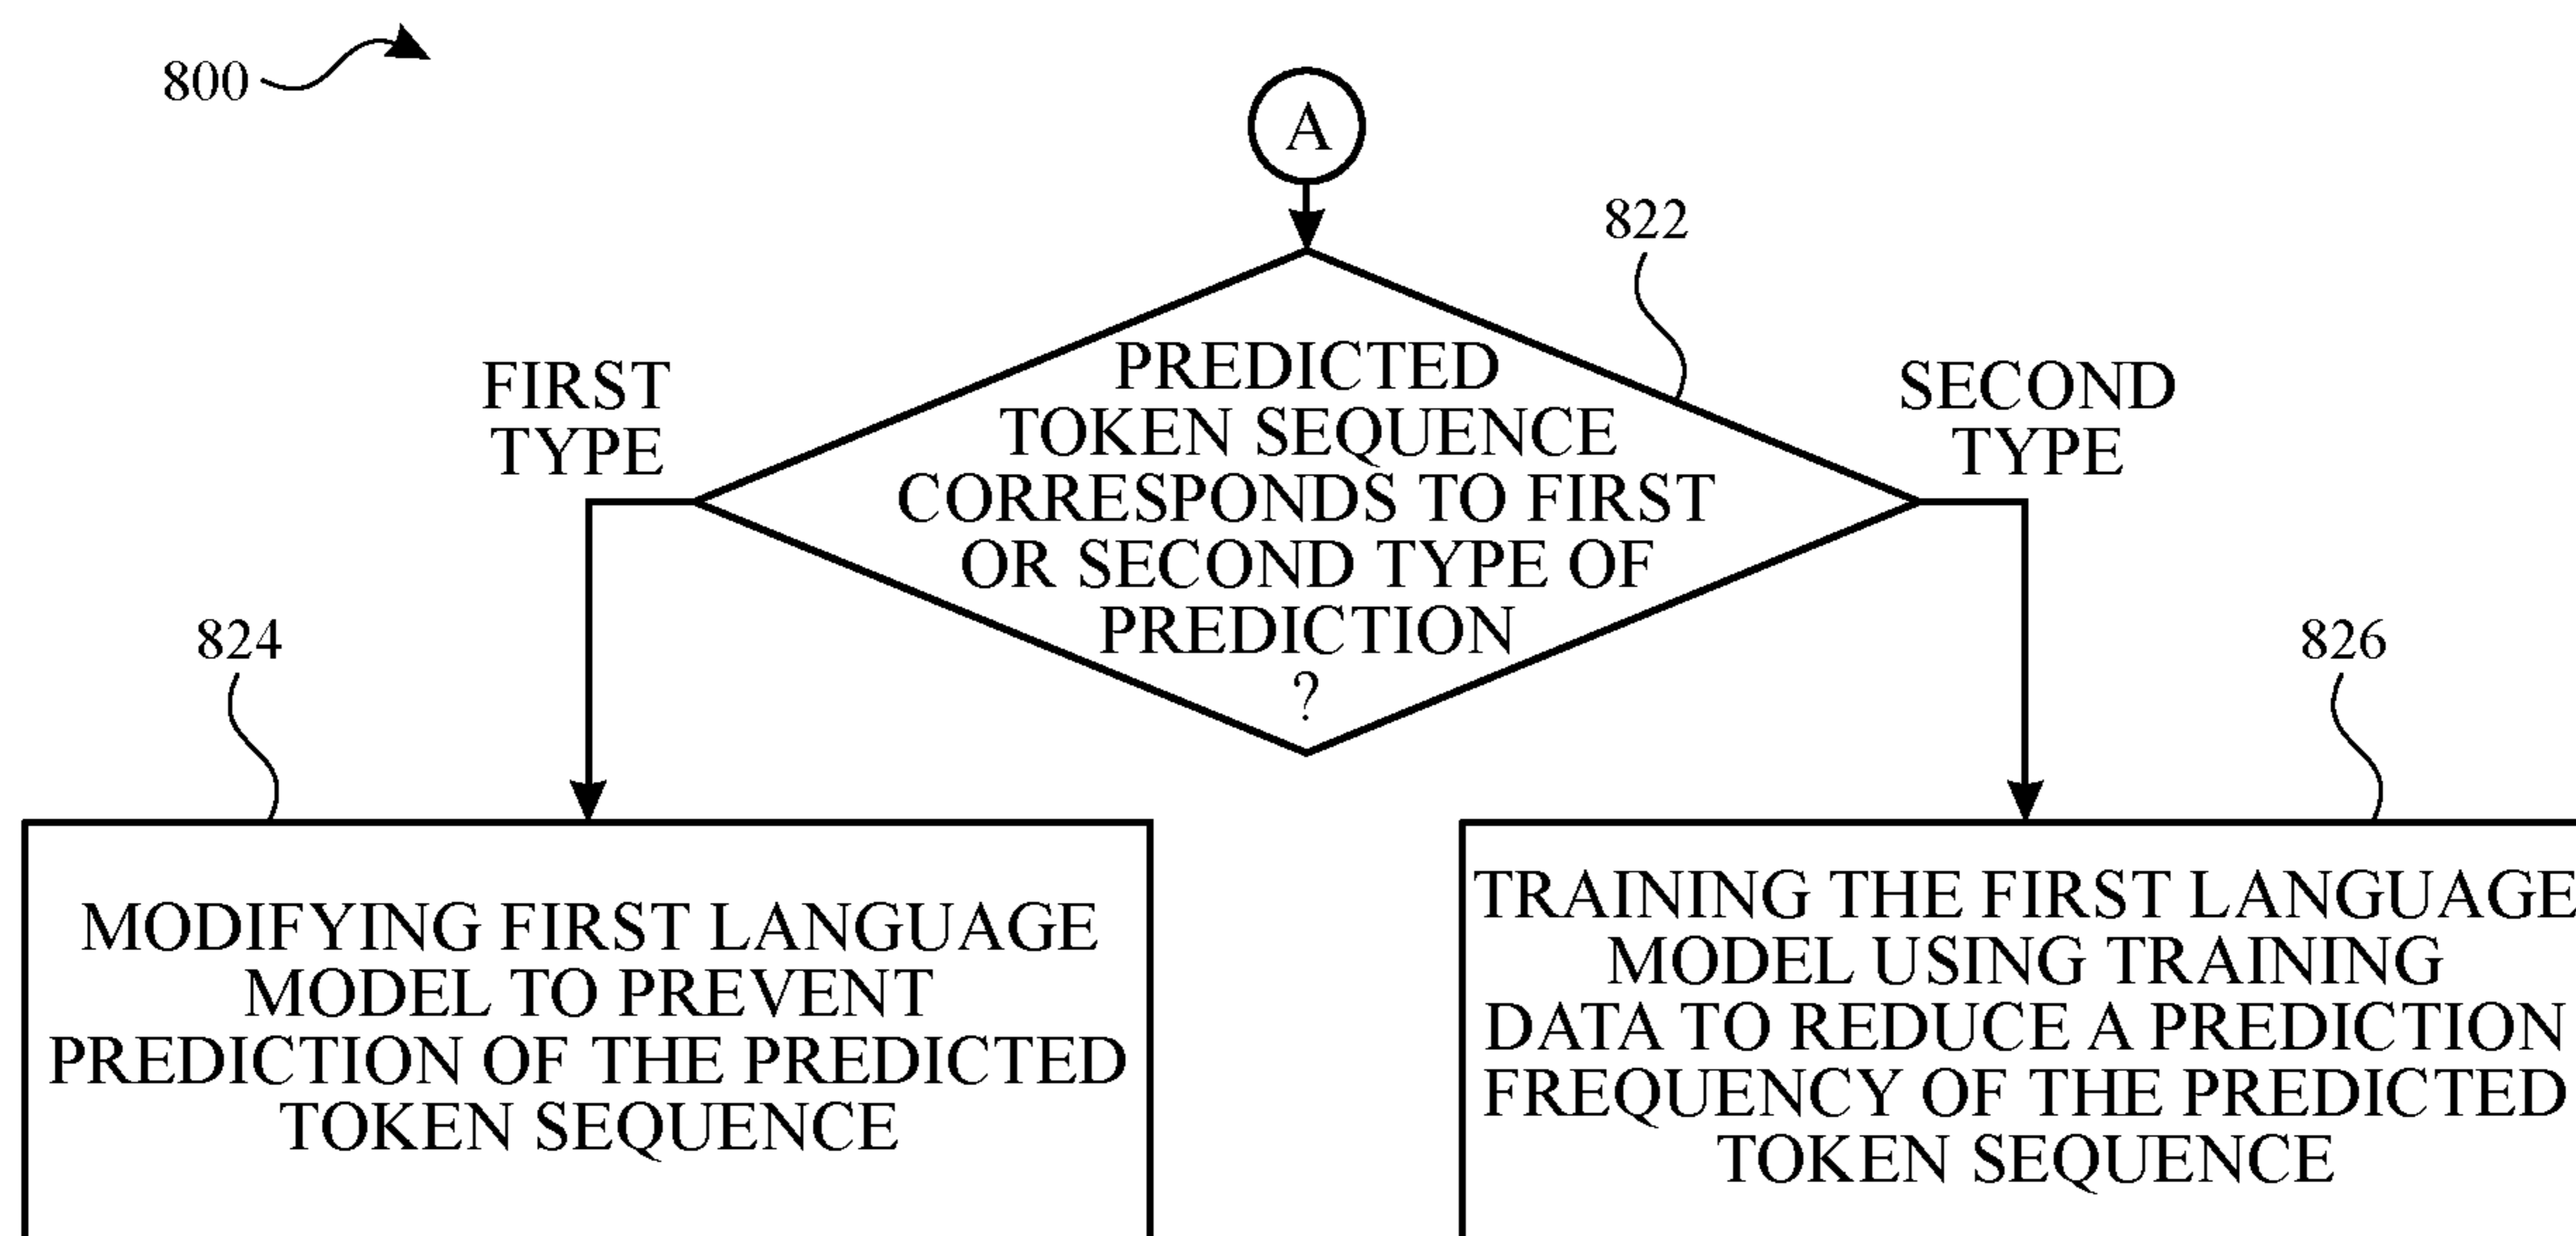 800
A
822
PREDICTED
TOKEN SEQUENCE
CORRESPONDS TO FIRST
OR SECOND TYPE OF
PREDICTION
?
FIRST
TYPE
SECOND
TYPE
824
MODIFYING FIRST LANGUAGE
MODEL TO PREVENT
PREDICTION OF THE PREDICTED
TOKEN SEQUENCE
826
TRAINING THE FIRST LANGUAGE
MODEL USING TRAINING
DATA TO REDUCE A PREDICTION
FREQUENCY OF THE PREDICTED
TOKEN SEQUENCE